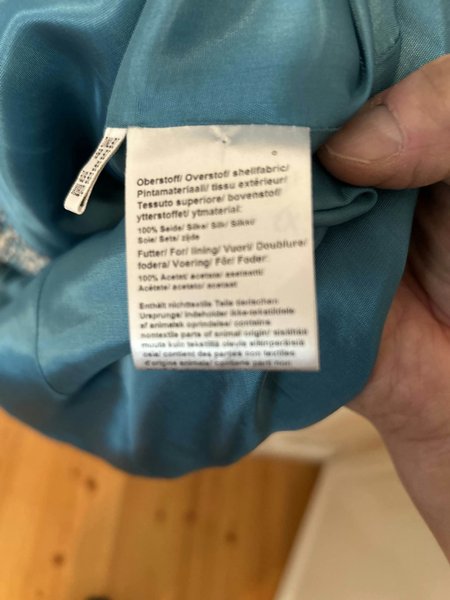 Oberstoff/ Overstof/ shellfabric/
Pintamateriaali/ tissu extérieur/
Tessuto superiore/ bovenstof/
ytterstoffet/ ytmaterial:
100% Seide/ Silke/ Silk/ Silkki/
Soie/ Seta/ zijde
Futter/ For/ lining/ Vuori/ Doublure/
fodera/ Voering/ Fôr/ Foder:
100% Acetat/ acetate/ asetaatti/
Acétate/ acetato/ acetaat
Enthält nichttextile Teile tierischen
Ursprungs/ Indeholder ikke-tekstildele
af animalsk oprindelse/ contains
nontextile parts of animal origin/ sisältää
muita kuin tekstiilejä olevia eläinperäisiä
osia/ contient des parties non textiles
d'origine animale/ contiene parti non